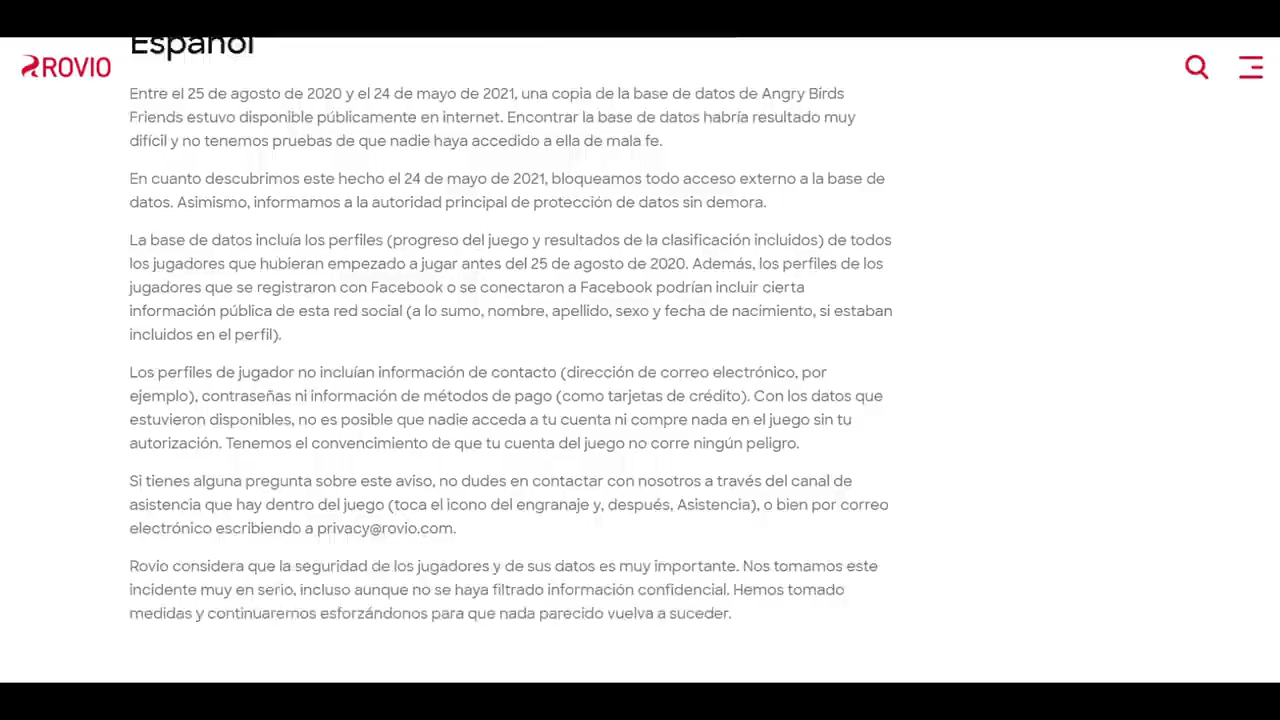 Español
ROVIO
Entre el 25 de agosto de 2020 y el 24 de mayo de 2021, una copia de la base de datos de Angry Birds
Friends estuvo disponible públicamente en internet. Encontrar la base de datos habría resultado muy
difícil y no tenemos pruebas de que nadie haya accedido a ella de mala fe.
En cuanto descubrimos este hecho el 24 de mayo de 2021, bloqueamos todo acceso externo a la base de
datos. Asimismo, informamos a la autoridad principal de protección de datos sin demora.
La base de datos incluía los perfiles (progreso del juego y resultados de la clasificación incluidos) de todos
los jugadores que hubieran empezado a jugar antes del 25 de agosto de 2020. Además, los perfiles de los
jugadores que se registraron con Facebook o se conectaron a Facebook podrían incluir cierta
información pública de esta red social (a lo sumo, nombre, apellido, sexo y fecha de nacimiento, si estaban
incluidos en el perfil).
Los perfiles de jugador no incluían información de contacto (dirección de correo electrónico, por
ejemplo), contraseñas ni información de métodos de pago (como tarjetas de crédito). Con los datos que
estuvieron disponibles, no es posible que nadie acceda a tu cuenta ni compre nada en el juego sin tu
autorización. Tenemos el convencimiento de que tu cuenta del juego no corre ningún peligro.
Si tienes alguna pregunta sobre este aviso, no dudes en contactar con nosotros a través del canal de
asistencia que hay dentro del juego (toca el icono del engranaje y, después, Asistencia), o bien por correo
electrónico escribiendo a privacy@rovio.com.
Rovio considera que la seguridad de los jugadores y de sus datos es muy importante. Nos tomamos este
incidente muy en serio, incluso aunque no se haya filtrado información confidencial. Hemos tomado
medidas y continuaremos esforzándonos para que nada parecido vuelva a suceder.